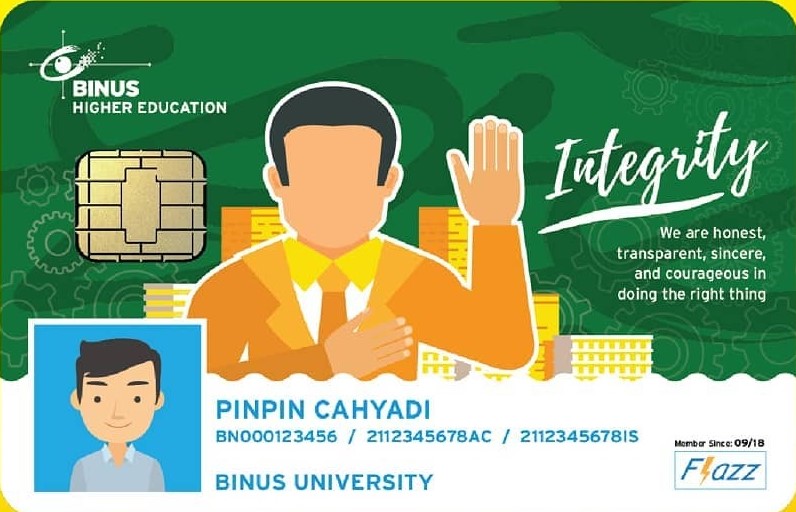 BINUS
HIGHER EDUCATION
Integrity
We are honest,
transparent, sincere,
and courageous in
doing the right thing
PINPIN CAHYADI
BN000123456 / 2112345678AC / 2112345678IS
BINUS UNIVERSITY
Member Since: 09/18
Flazz